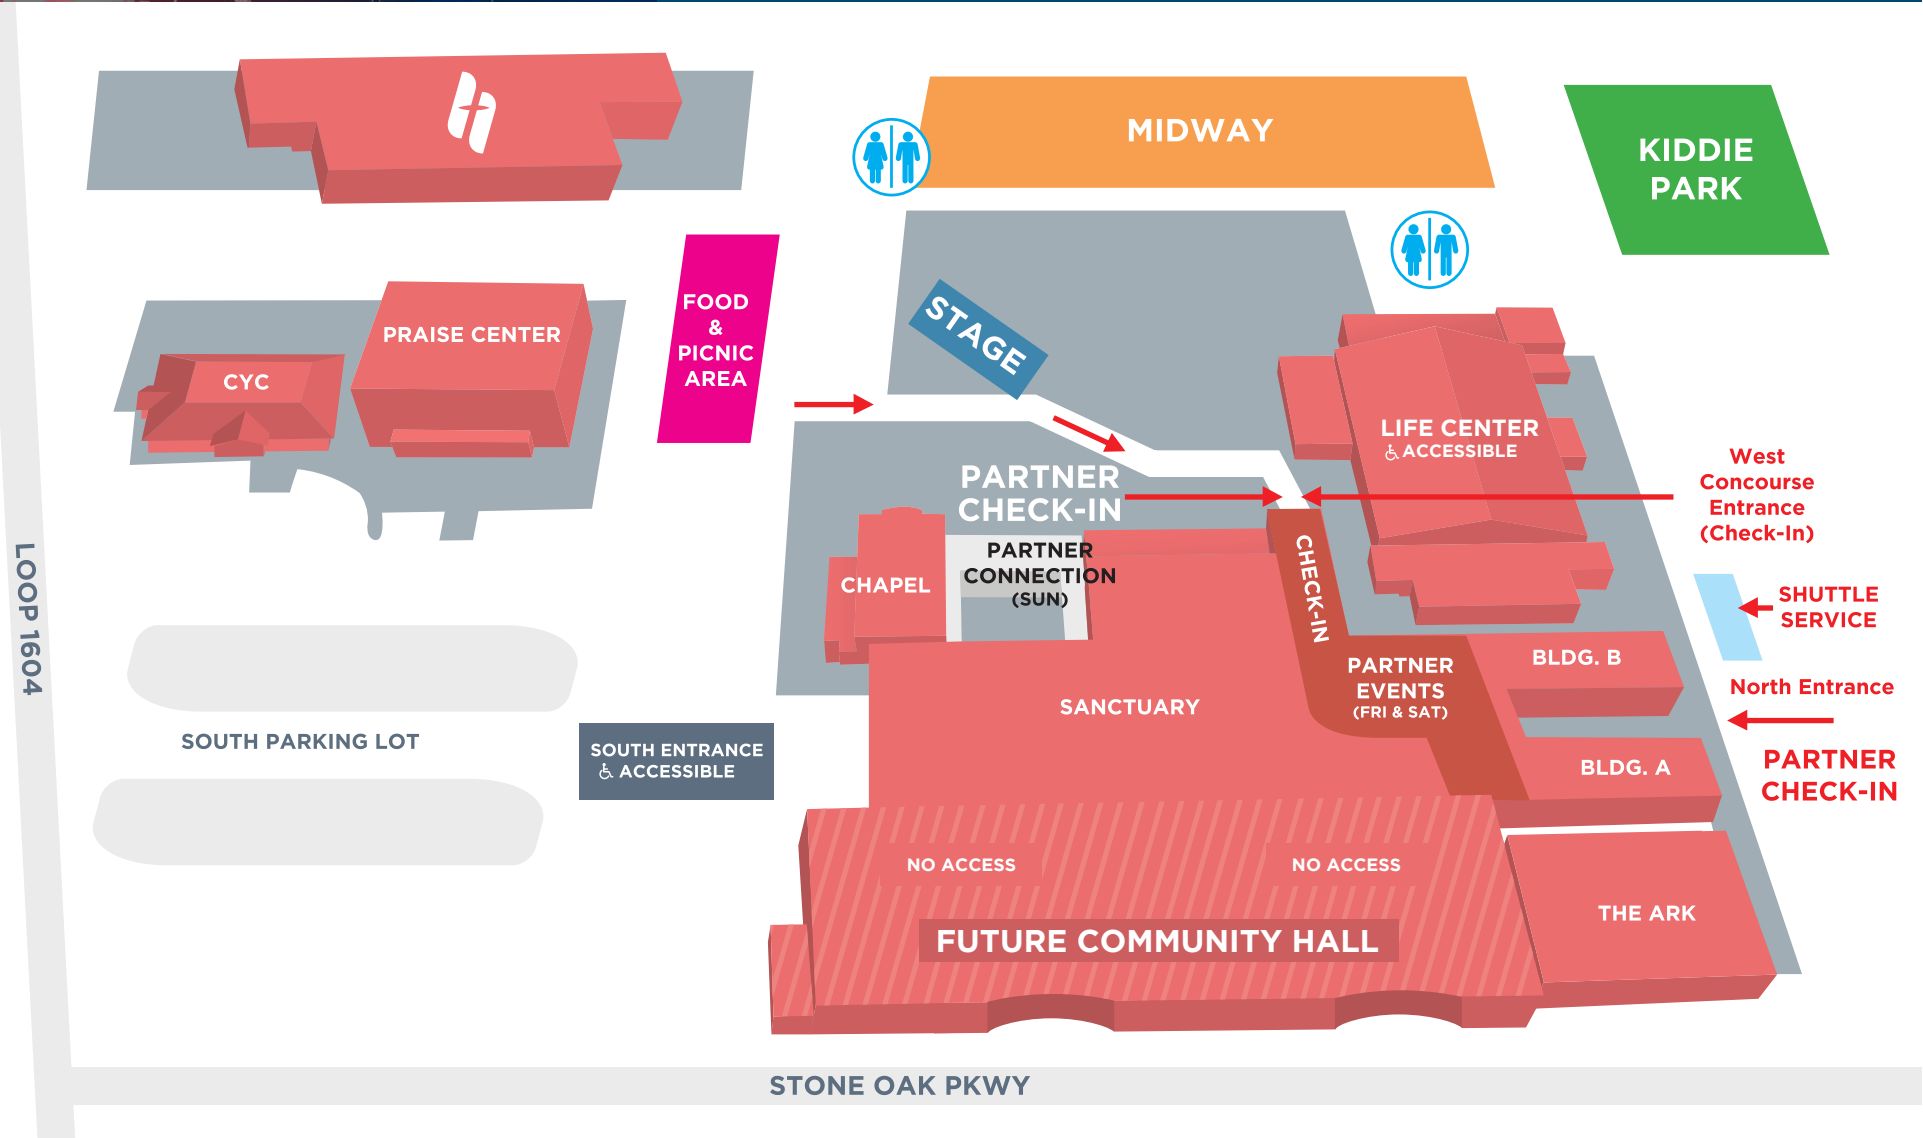 MIDWAY
KIDDIE
PARK
STAGE
FOOD
&
PICNIC
AREA
PRAISE CENTER
CYC
LIFE CENTER
ACCESSIBLE
West
Concourse
Entrance
(Check-In)
PARTNER
CHECK-IN
PARTNER
CONNECTION
(SUN)
CHAPEL
CHECK-IN
SHUTTLE
SERVICE
LOOP 1604
PARTNER
EVENTS
(FRI & SAT)
BLDG. B
North Entrance
SANCTUARY
SOUTH PARKING LOT
SOUTH ENTRANCE
ACCESSIBLE
BLDG. A
PARTNER
CHECK-IN
NO ACCESS
NO ACCESS
THE ARK
FUTURE COMMUNITY HALL
STONE OAK PKWY